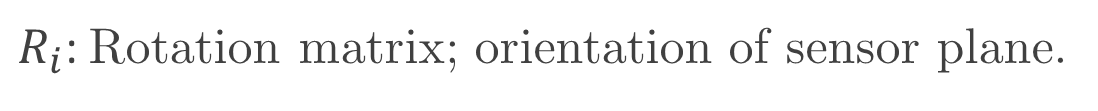 Rᵢ: Rotation matrix; orientation of sensor plane.